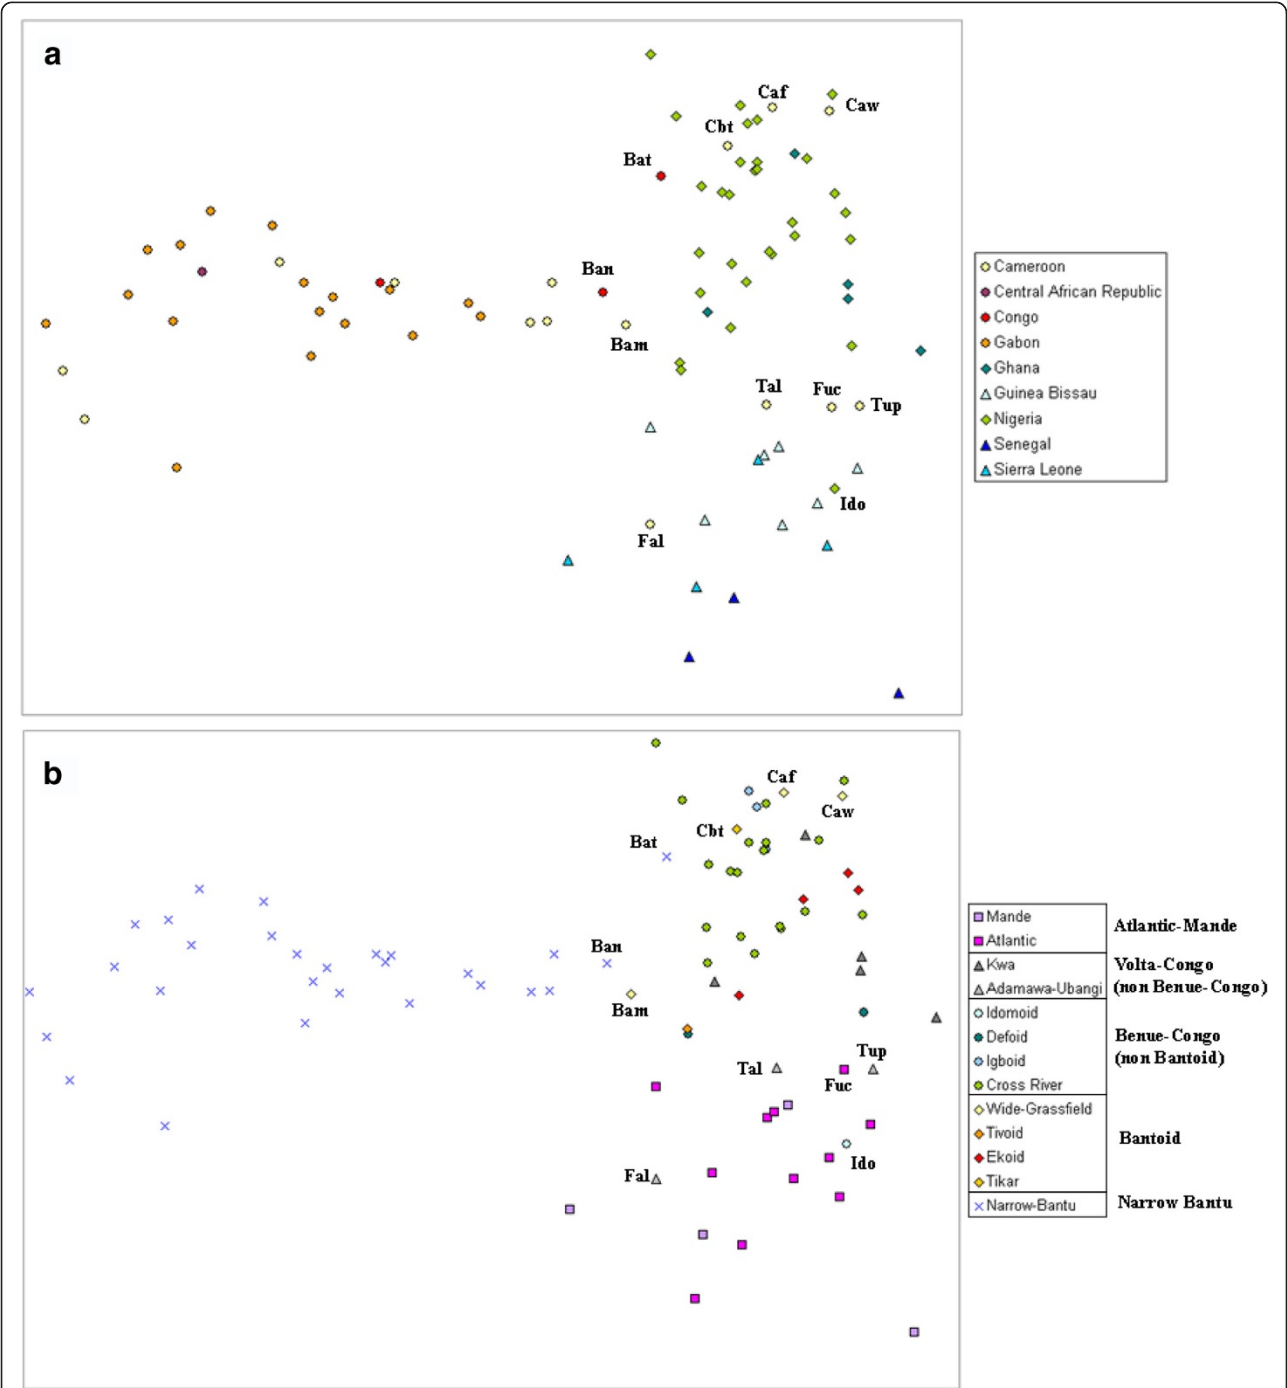 a
Caf
Caw
Cbt
Bat
Ban
Bam
Tal
Fuc
Tup
Ido
Fal
Cameroon
Central African Republic
Congo
Gabon
Ghana
Guinea Bissau
Nigeria
Senegal
Sierra Leone
b
Caf
Caw
Cbt
Bat
Ban
Bam
Tup
Tal
Fuc
Ido
Fal
Mande
Atlantic
Atlantic-Mande
Kwa
Adamawa-Ubangi
Volta-Congo
(non Benue-Congo)
Idomoid
Defoid
Igboid
Cross River
Benue-Congo
(non Bantoid)
Wide-Grassfield
Tivoid
Ekoid
Tikar
Bantoid
Narrow-Bantu
Narrow Bantu